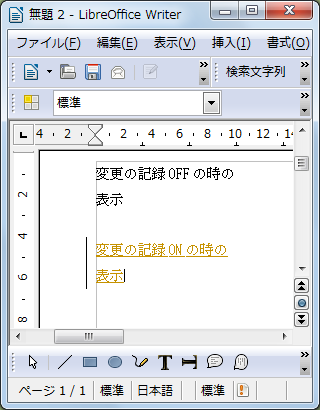 無題 2 - LibreOffice Writer
ファイル(F) 編集(E) 表示(V) 挿入(I) 書式(O)
検索文字列
標準
4 2 2 4 6 8 10 12 14
2
4
6
8
変更の記録 OFF の時の
表示
変更の記録 ON の時の
表示
ページ 1 / 1 標準 日本語 標準